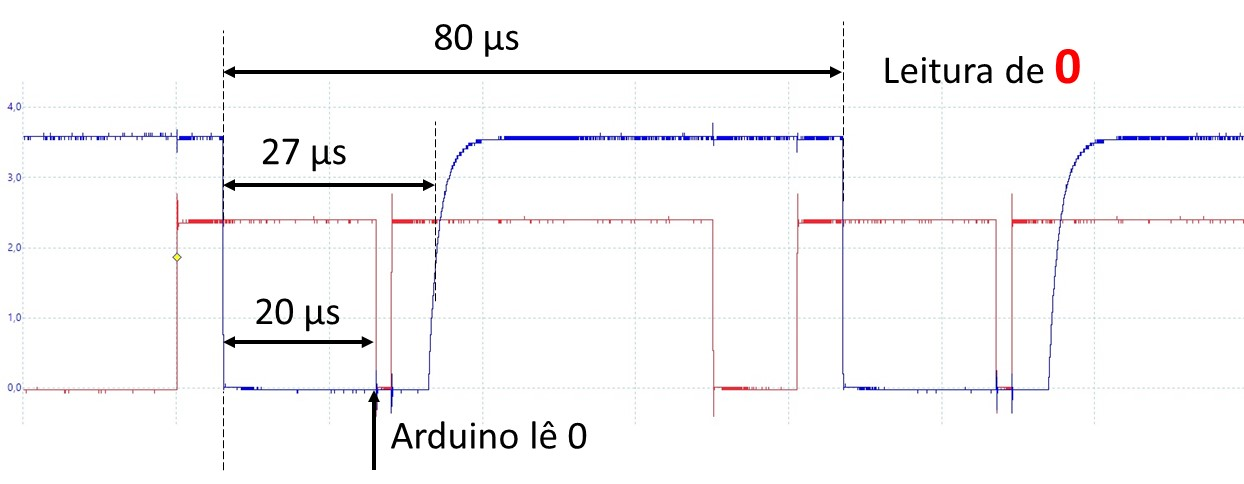 80 µs
Leitura de 0
4,0
27 µs
3,0
2,0
20 µs
1,0
0,0
Arduino lê 0